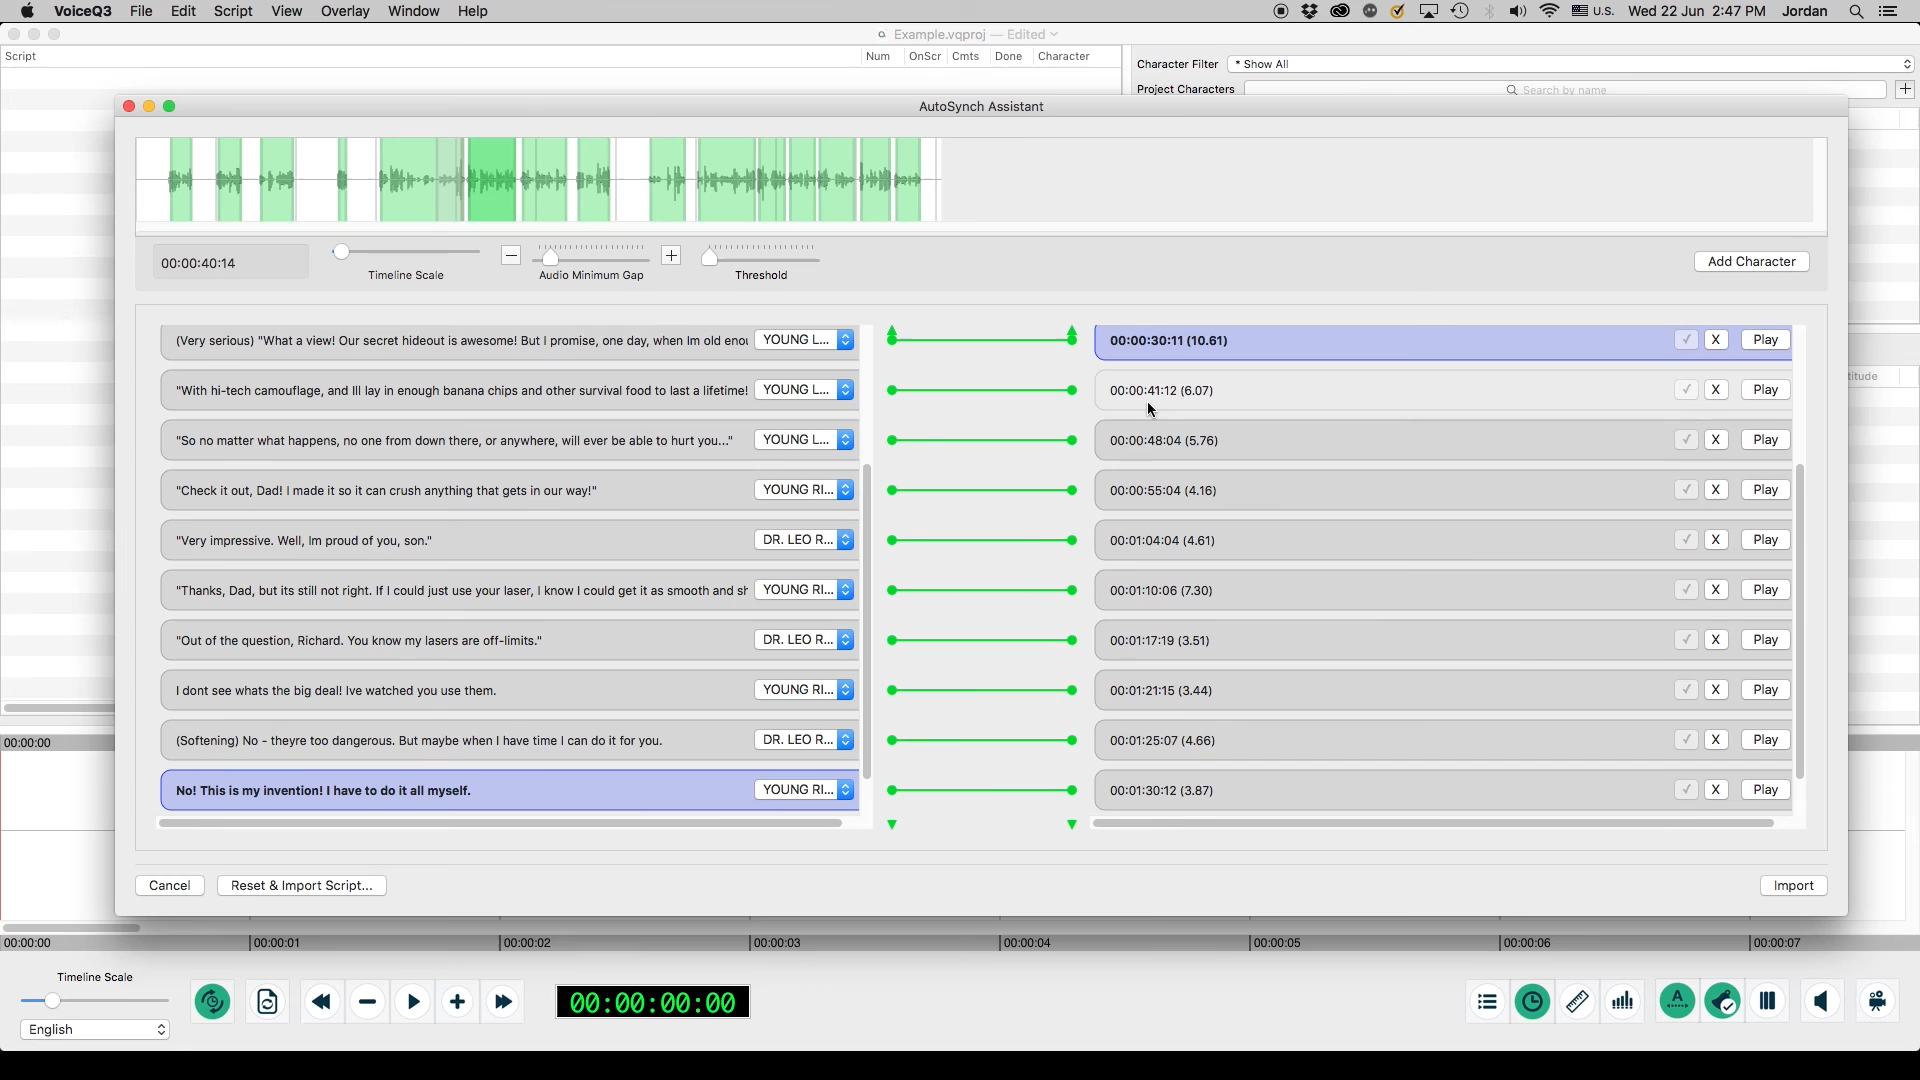 VoiceQ3 File Edit Script View Overlay Window Help U.S. Wed 22 Jun 2:47 PM Jordan
Example.vqproj — Edited
Script Num OnScr Cmts Done Character
Character Filter * Show All
Project Characters Search by name
AutoSynch Assistant
00:00:40:14
Timeline Scale
Audio Minimum Gap
Threshold
Add Character
(Very serious) "What a view! Our secret hideout is awesome! But I promise, one day, when Im old enou YOUNG L... 00:00:30:11 (10.61) ✓ X Play
"With hi-tech camouflage, and Ill lay in enough banana chips and other survival food to last a lifetime! YOUNG L... 00:00:41:12 (6.07) ✓ X Play
"So no matter what happens, no one from down there, or anywhere, will ever be able to hurt you..." YOUNG L... 00:00:48:04 (5.76) ✓ X Play
"Check it out, Dad! I made it so it can crush anything that gets in our way!" YOUNG RI... 00:00:55:04 (4.16) ✓ X Play
"Very impressive. Well, Im proud of you, son." DR. LEO R... 00:01:04:04 (4.61) ✓ X Play
"Thanks, Dad, but its still not right. If I could just use your laser, I know I could get it as smooth and sh YOUNG RI... 00:01:10:06 (7.30) ✓ X Play
"Out of the question, Richard. You know my lasers are off-limits." DR. LEO R... 00:01:17:19 (3.51) ✓ X Play
I dont see whats the big deal! Ive watched you use them. YOUNG RI... 00:01:21:15 (3.44) ✓ X Play
(Softening) No - theyre too dangerous. But maybe when I have time I can do it for you. DR. LEO R... 00:01:25:07 (4.66) ✓ X Play
No! This is my invention! I have to do it all myself. YOUNG RI... 00:01:30:12 (3.87) ✓ X Play
Cancel Reset & Import Script... Import
titude
00:00:00
00:00:00 00:00:01 00:00:02 00:00:03 00:00:04 00:00:05 00:00:06 00:00:07
Timeline Scale
English
00:00:00:00
A